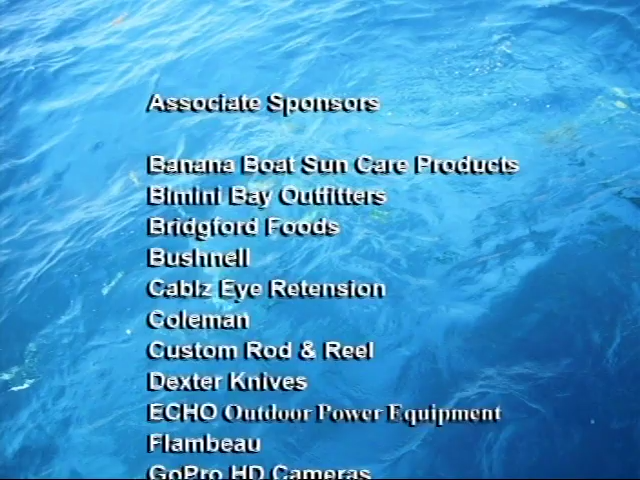 Associate Sponsors
Banana Boat Sun Care Products
Bimini Bay Outfitters
Bridgford Foods
Bushnell
Cablz Eye Retension
Coleman
Custom Rod & Reel
Dexter Knives
ECHO Outdoor Power Equipment
Flambeau
GoPro HD Cameras